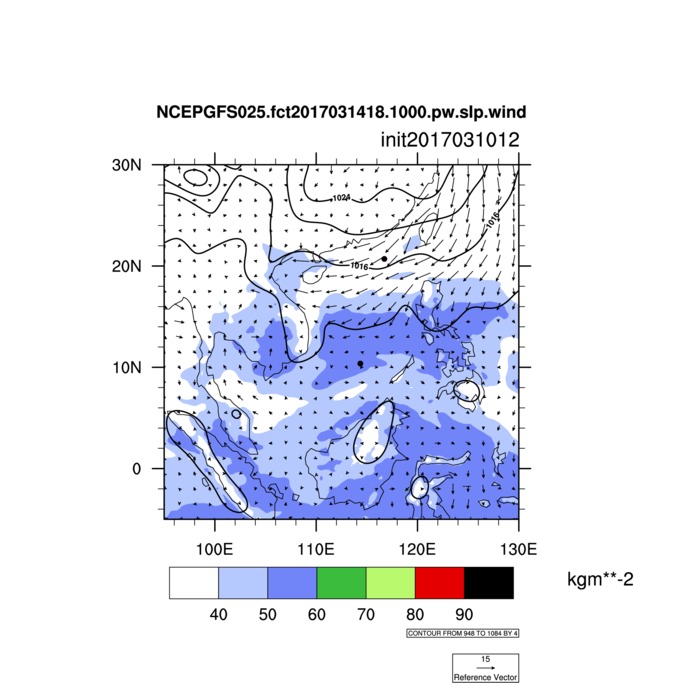 NCEPGFS025.fct2017031418.1000.pw.slp.wind
init2017031012
30N
1024
1016
20N
1016
10N
0
100E 110E 120E 130E
kgm**-2
40 50 60 70 80 90
CONTOUR FROM 948 TO 1084 BY 4
15
Reference Vector